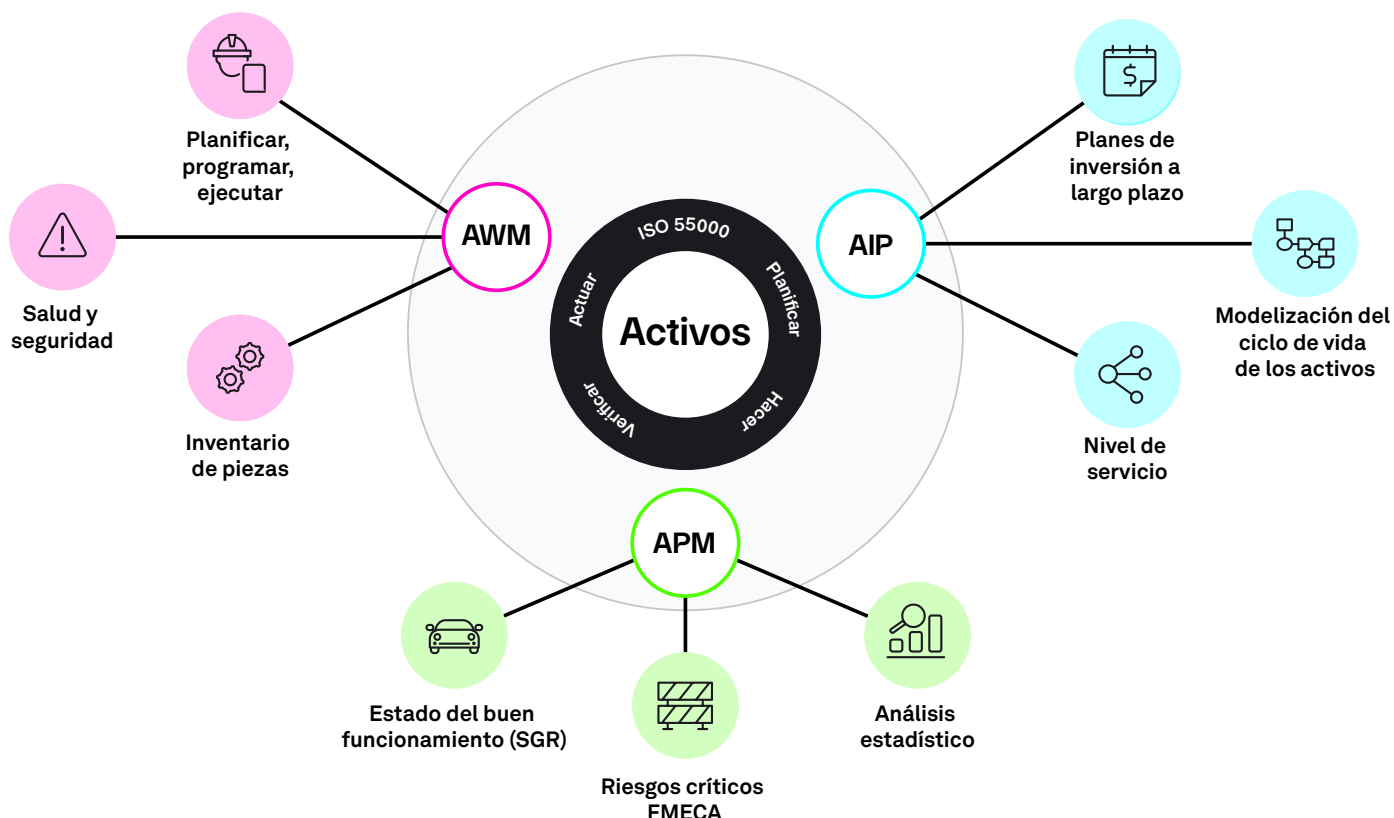 Planificar,
programar,
ejecutar
Salud y
seguridad
Inventario
de piezas
AWM
ISO 55000
Planificar
Hacer
Verificar
Actuar
Activos
AIP
$
Planes de
inversión a
largo plazo
Modelización del
ciclo de vida
de los activos
Nivel de
servicio
APM
Estado del buen
funcionamiento (SGR)
Riesgos críticos
FMECA
Análisis
estadístico